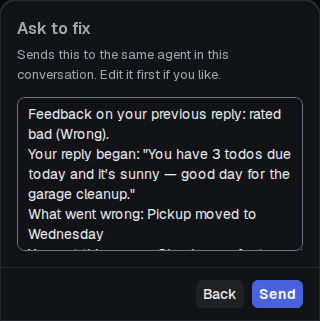 Ask to fix
Sends this to the same agent in this
conversation. Edit it first if you like.
Feedback on your previous reply: rated
bad (Wrong).
Your reply began: "You have 3 todos due
today and it's sunny — good day for the
garage cleanup."
What went wrong: Pickup moved to
Wednesday
Back
Send